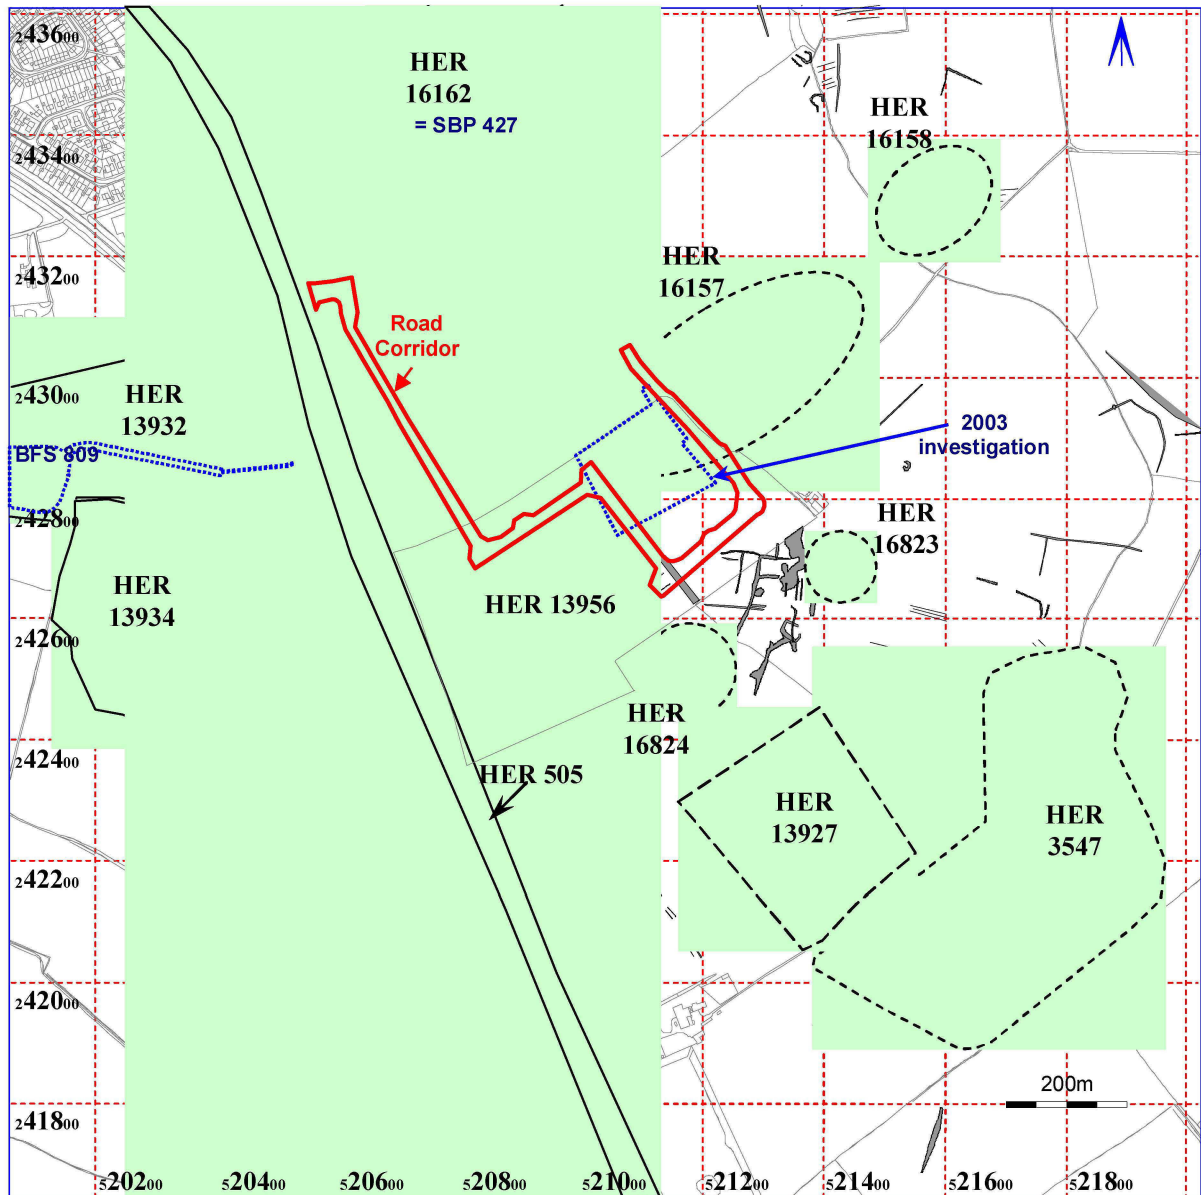 243600
HER
16162
= SBP 427
HER
16158
243400
HER
16157
243200
Road
Corridor
243000
HER
13932
2003
investigation
BFS 809
242800
HER
16823
HER
13934
HER 13956
242600
HER
16824
242400
HER 505
HER
13927
HER
3547
242200
242000
200m
241800
520200
520400
520600
520800
521000
521200
521400
521600
521800